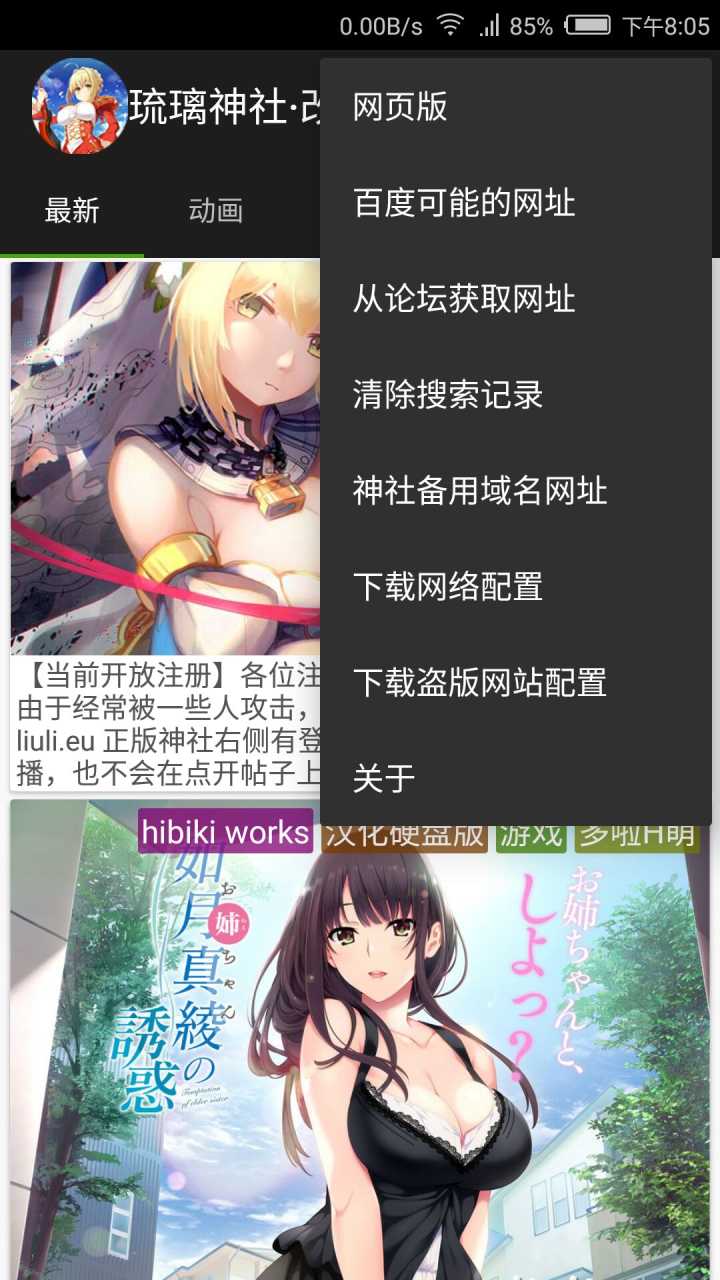 0.00B/s 85% 下午8:05
琉璃神社·改
网页版
百度可能的网址
从论坛获取网址
清除搜索记录
神社备用域名网址
下载网络配置
下载盗版网站配置
关于
最新 动画
【当前开放注册】各位注
由于经常被一些人攻击，
liuli.eu 正版神社右侧有登
播，也不会在点开帖子上
hibiki works 汉化硬盘版 游戏 多啦H萌
如月真綾の
お姉ちゃん
誘惑
Temptation
of elder sister
お姉ちゃんと、
しよっ？